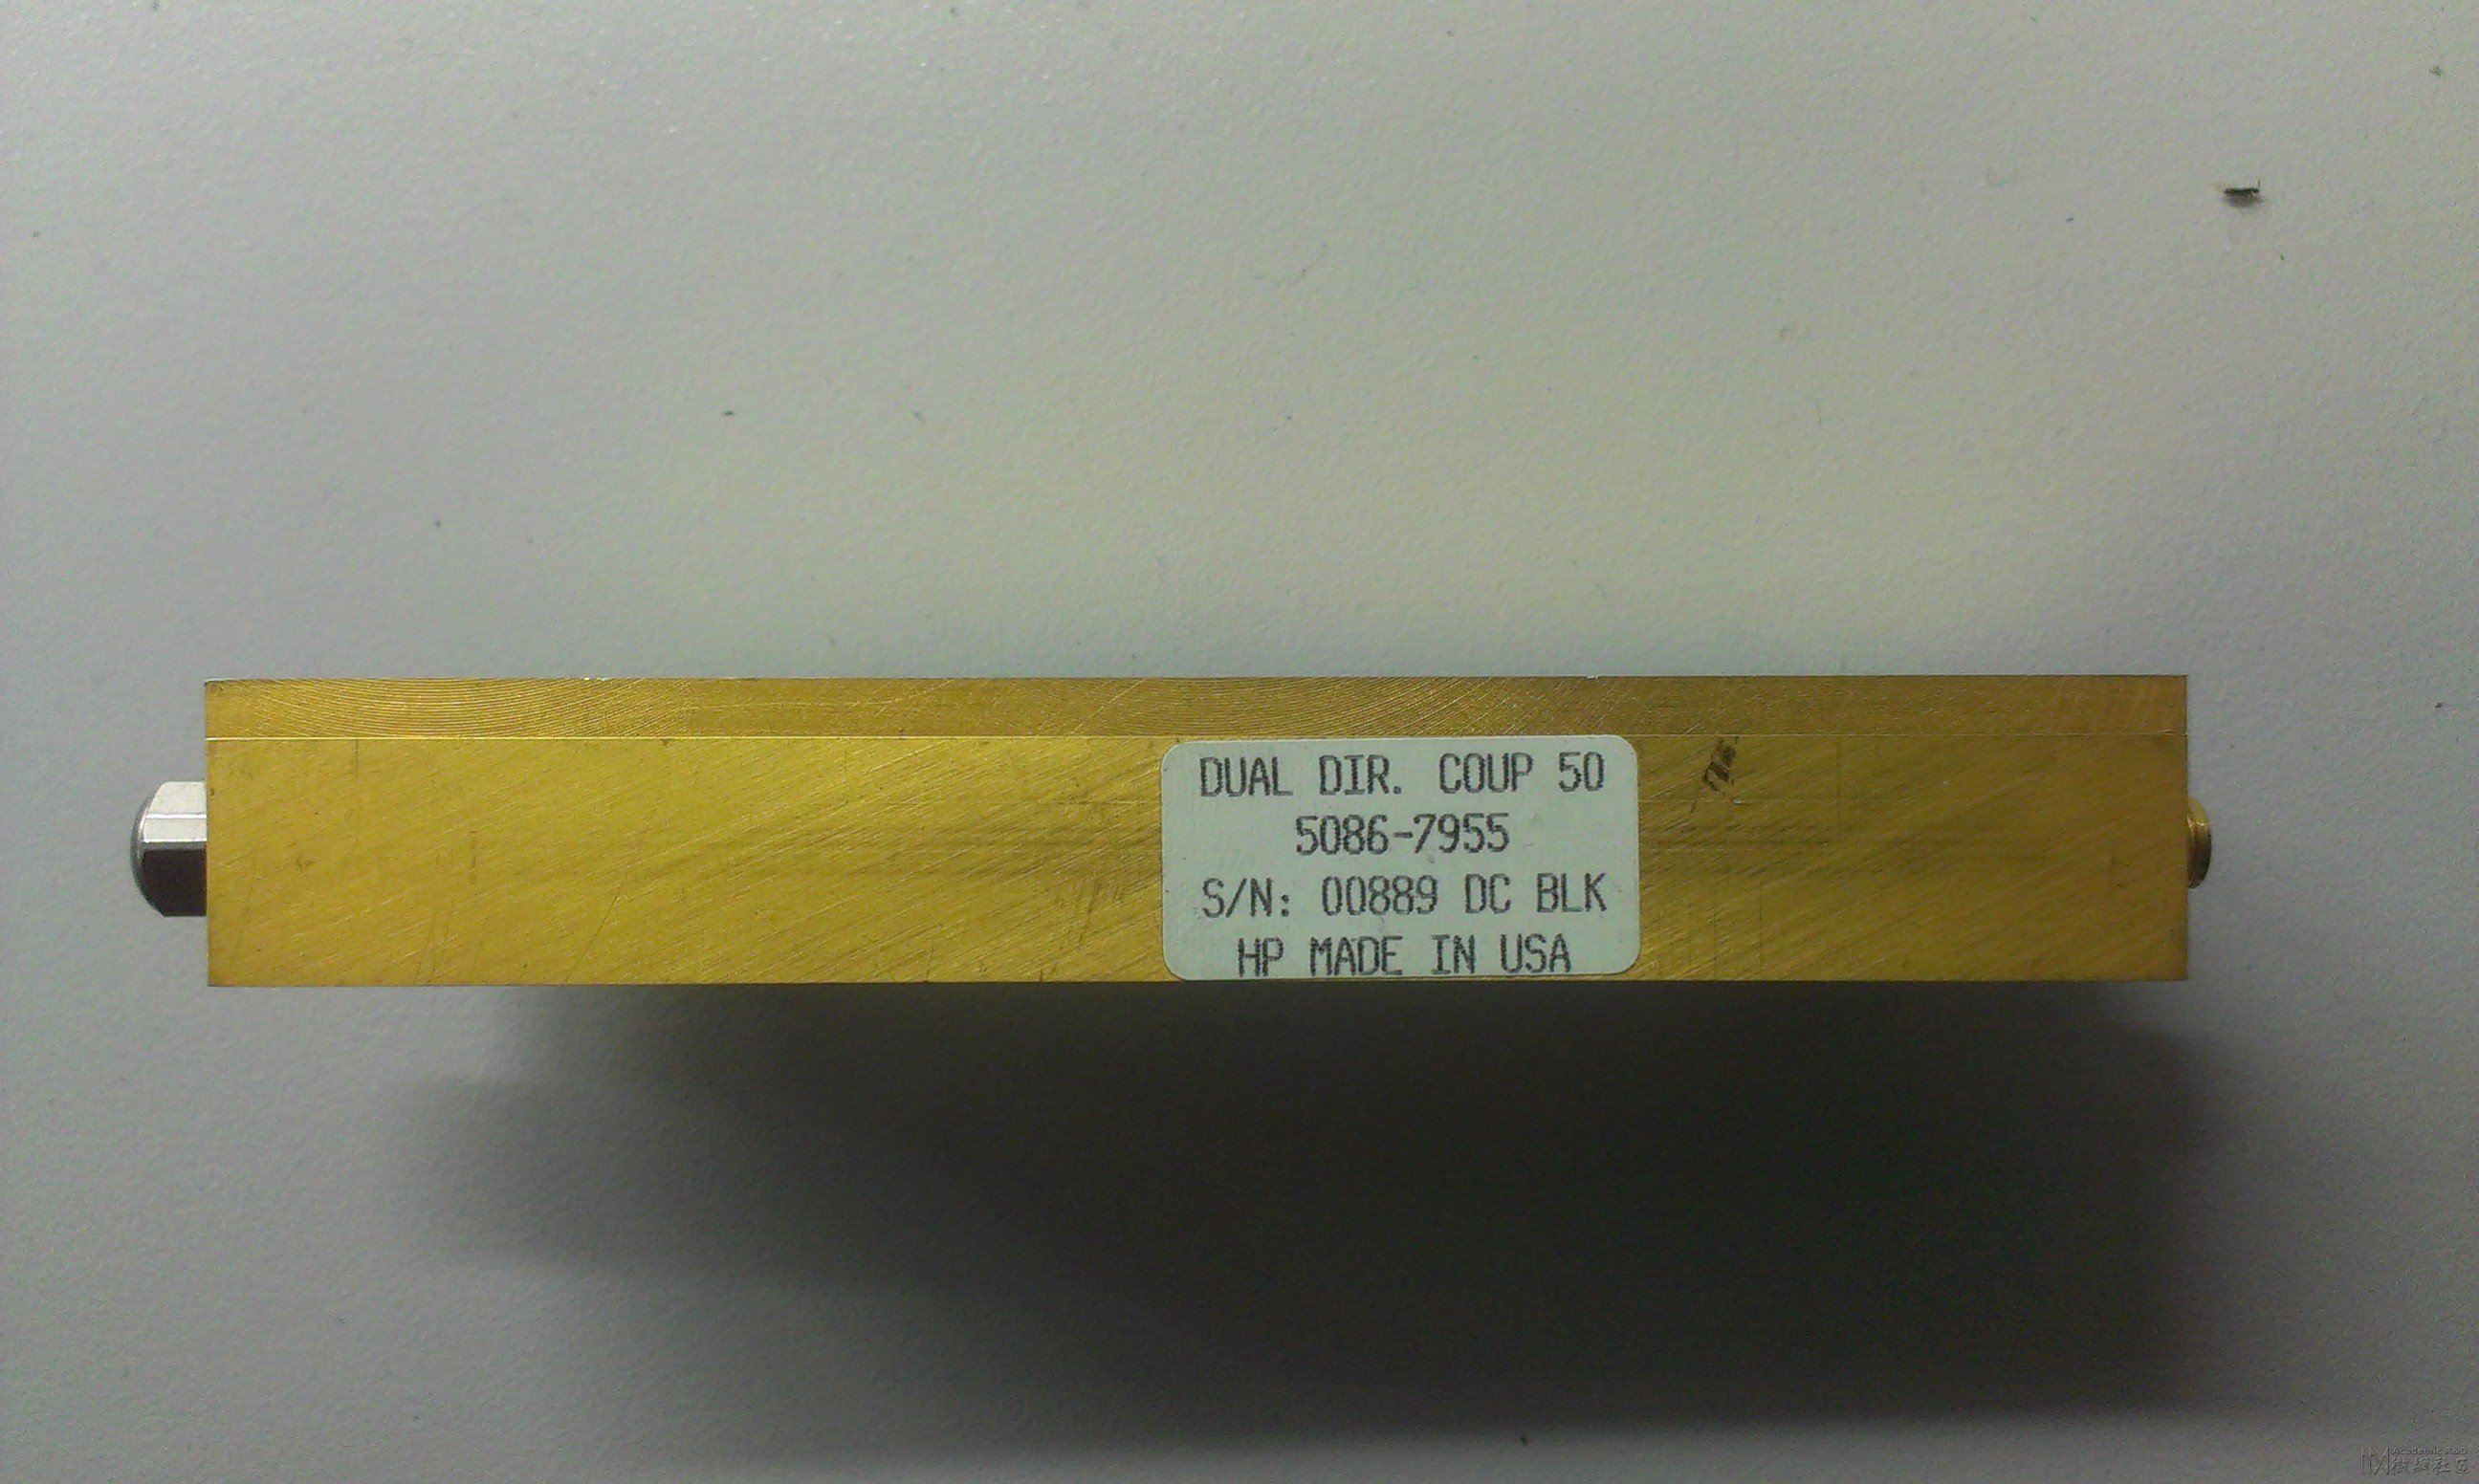 DUAL DIR. COUP 50
5086-7955
S/N: 00889 DC BLK
HP MADE IN USA